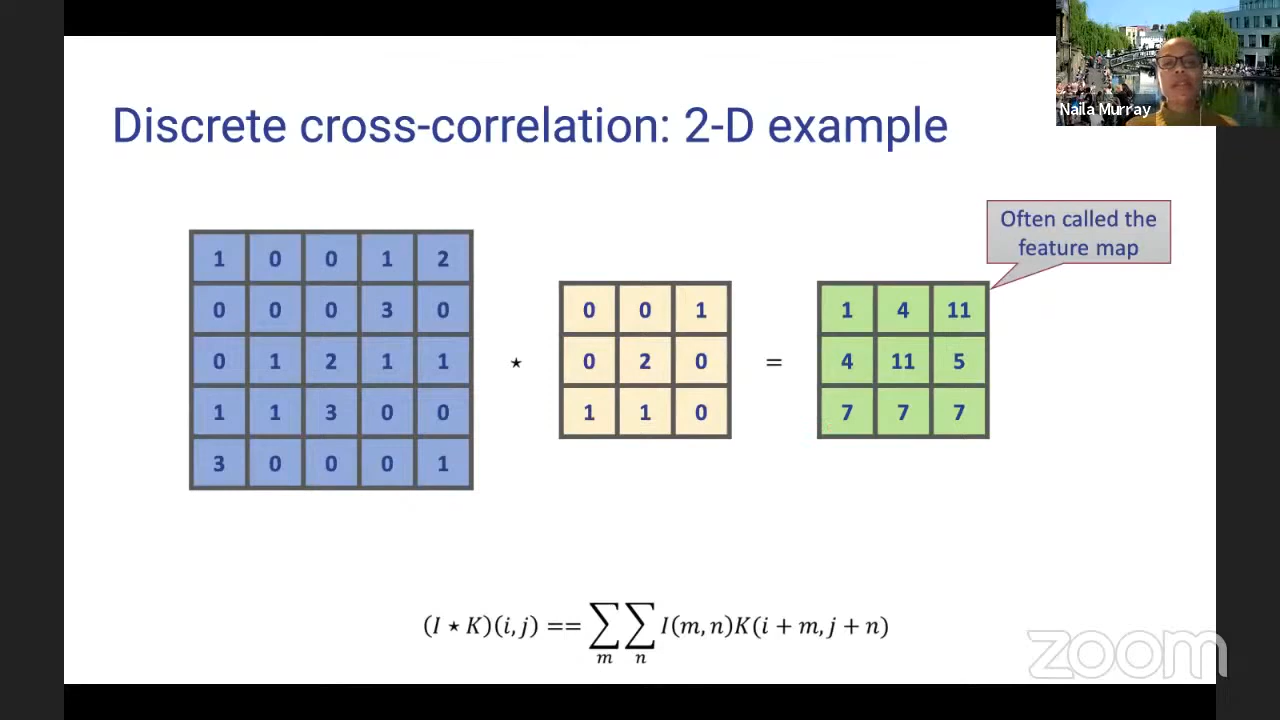 Naila Murray
Discrete cross-correlation: 2-D example
Often called the
feature map
1 0 0 1 2
0 0 0 3 0
0 1 2 1 1
1 1 3 0 0
3 0 0 0 1
⋆
0 0 1
0 2 0
1 1 0
=
1 4 11
4 11 5
7 7 7
(I ⋆ K)(i, j) == ∑_m ∑_n I(m, n)K(i + m, j + n)
zoom